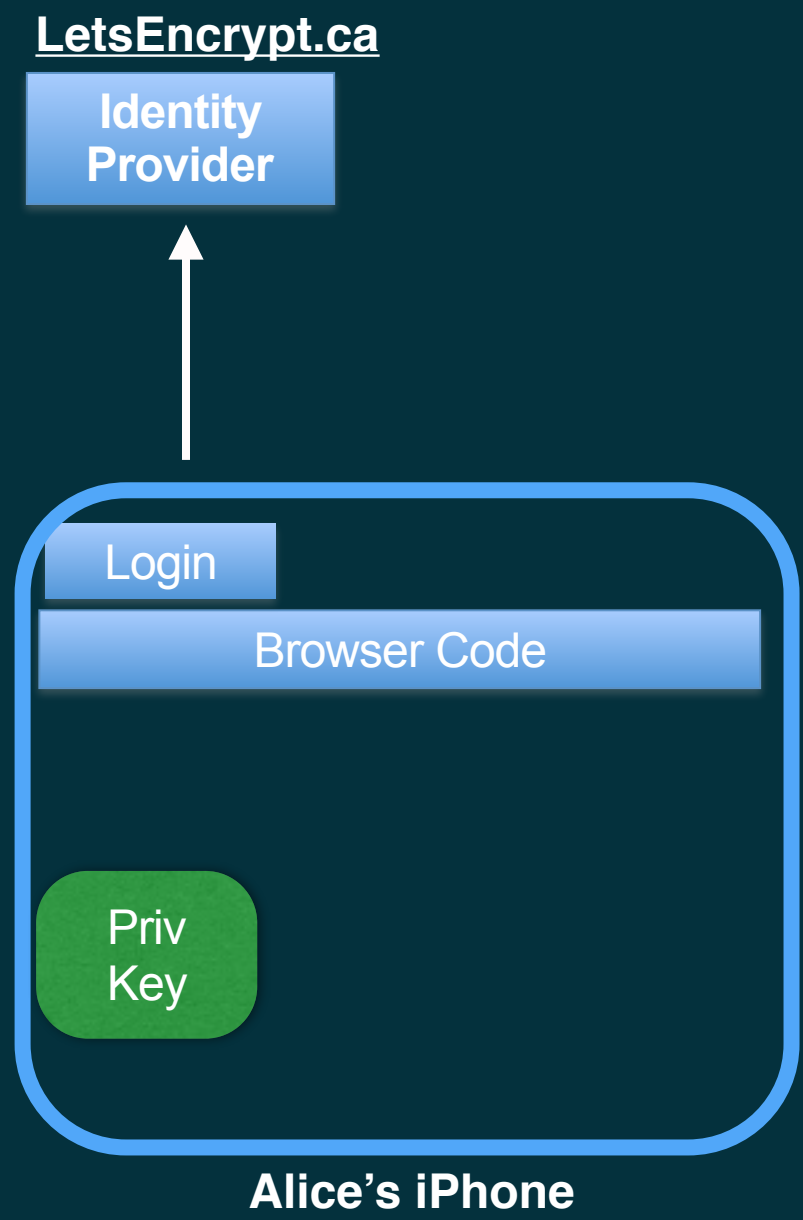 LetsEncrypt.ca
Identity
Provider
Login
Browser Code
Priv
Key
Alice’s iPhone